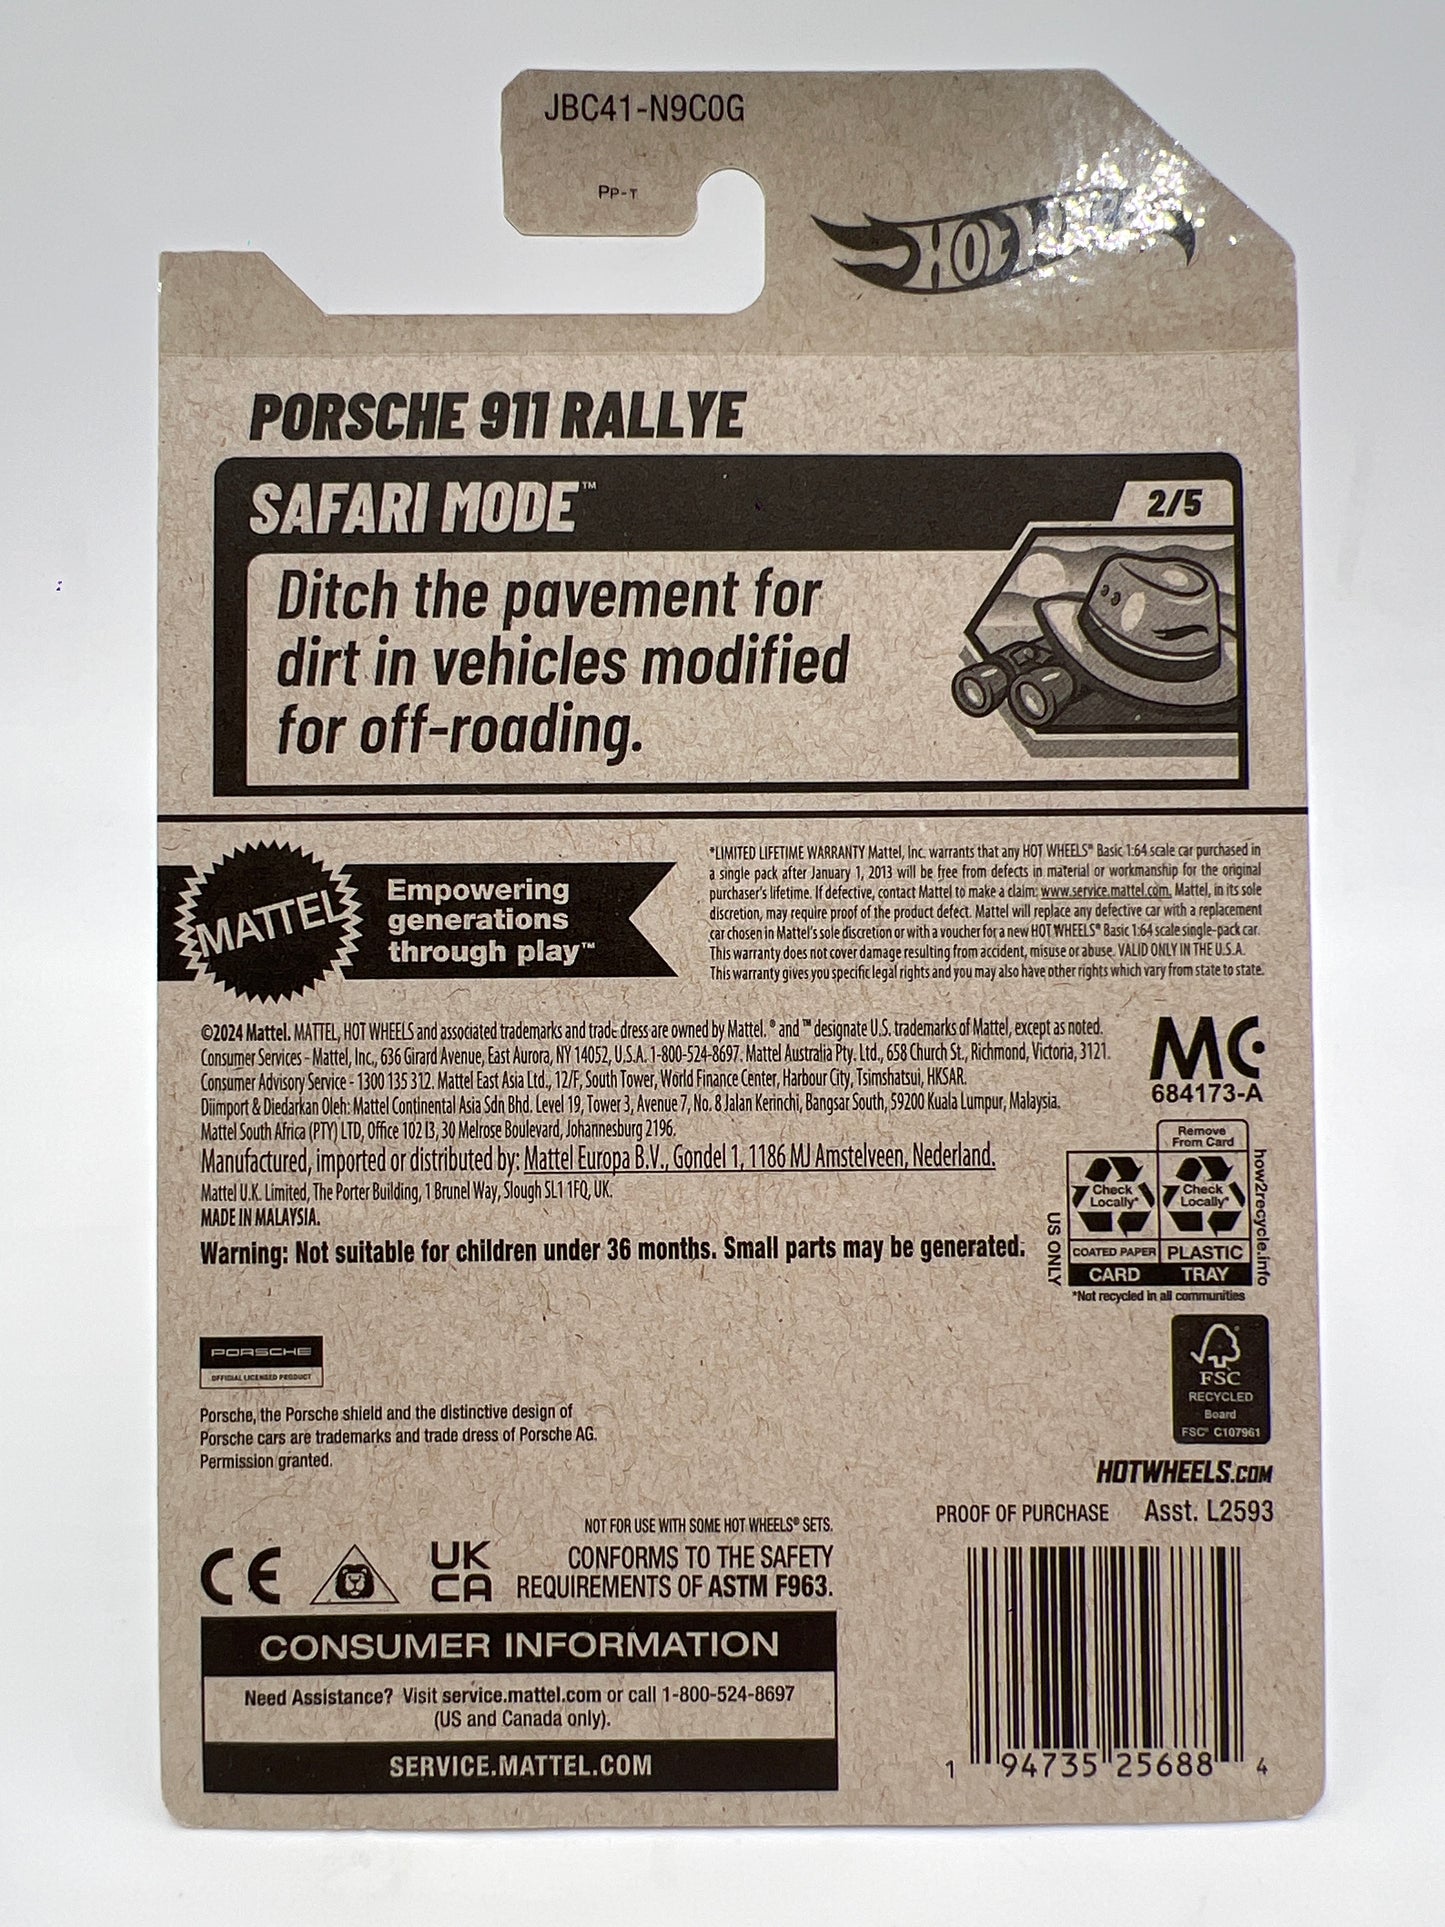 JBC41-N9C0G
PP-T
HOT WHEELS
PORSCHE 911 RALLYE
SAFARI MODE™
2/5
Ditch the pavement for
dirt in vehicles modified
for off-roading.
MATTEL
Empowering
generations
through play™
*LIMITED LIFETIME WARRANTY Mattel, Inc. warrants that any HOT WHEELS® Basic 1:64 scale car purchased in
a single pack after January 1, 2013 will be free from defects in material or workmanship for the original
purchaser's lifetime. If defective, contact Mattel to make a claim: www.service.mattel.com. Mattel, in its sole
discretion, may require proof of the product defect. Mattel will replace any defective car with a replacement
car chosen in Mattel's sole discretion or with a voucher for a new HOT WHEELS® Basic 1:64 scale single-pack car.
This warranty does not cover damage resulting from accident, misuse or abuse. VALID ONLY IN THE U.S.A.
This warranty gives you specific legal rights and you may also have other rights which vary from state to state.
©2024 Mattel. MATTEL, HOT WHEELS and associated trademarks and trade dress are owned by Mattel. ® and ™ designate U.S. trademarks of Mattel, except as noted.
Consumer Services - Mattel, Inc., 636 Girard Avenue, East Aurora, NY 14052, U.S.A. 1-800-524-8697. Mattel Australia Pty. Ltd., 658 Church St., Richmond, Victoria, 3121.
Consumer Advisory Service - 1300 135 312. Mattel East Asia Ltd., 12/F, South Tower, World Finance Center, Harbour City, Tsimshatsui, HKSAR.
Diimport & Diedarkan Oleh: Mattel Continental Asia Sdn Bhd. Level 19, Tower 3, Avenue 7, No. 8 Jalan Kerinchi, Bangsar South, 59200 Kuala Lumpur, Malaysia.
Mattel South Africa (PTY) LTD, Office 102 I3, 30 Melrose Boulevard, Johannesburg 2196.
Manufactured, imported or distributed by: Mattel Europa B.V., Gondel 1, 1186 MJ Amstelveen, Nederland.
Mattel U.K. Limited, The Porter Building, 1 Brunel Way, Slough SL1 1FQ, UK.
MADE IN MALAYSIA.
Warning: Not suitable for children under 36 months. Small parts may be generated.
MC
684173-A
Remove
From Card
Check
Locally*
Check
Locally*
COATED PAPER
PLASTIC
CARD
TRAY
US ONLY
how2recycle.info
*Not recycled in all communities
PORSCHE
OFFICIAL LICENSED PRODUCT
FSC
RECYCLED
Board
FSC® C107961
Porsche, the Porsche shield and the distinctive design of
Porsche cars are trademarks and trade dress of Porsche AG.
Permission granted.
HOTWHEELS.COM
PROOF OF PURCHASE Asst. L2593
NOT FOR USE WITH SOME HOT WHEELS® SETS.
CE
UK
CA
CONFORMS TO THE SAFETY
REQUIREMENTS OF ASTM F963.
CONSUMER INFORMATION
Need Assistance? Visit service.mattel.com or call 1-800-524-8697
(US and Canada only).
SERVICE.MATTEL.COM
1 94735 25688 4